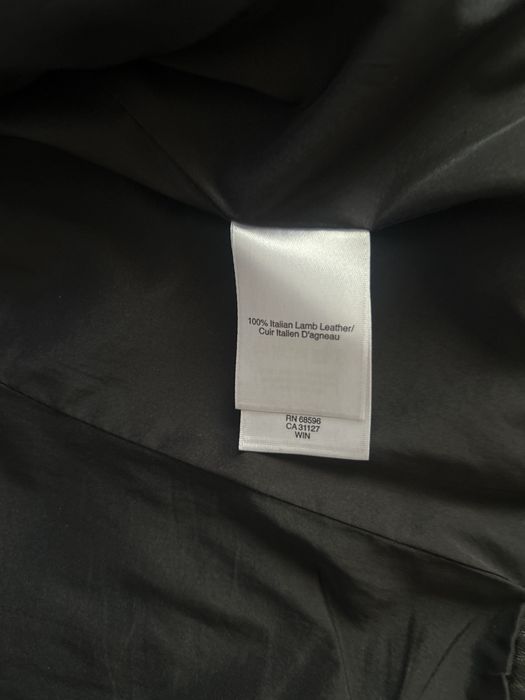 100% Italian Lamb Leather/
Cuir Italien D'agneau
RN 68596
CA 31127
WIN